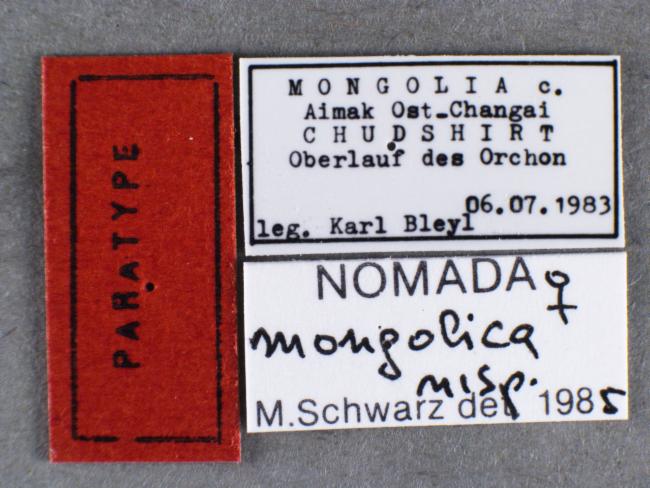 PARATYPE
MONGOLIA c.
Aimak Ost-Changai
CHUDSHIRT
Oberlauf des Orchon
06.07.1983
leg. Karl Bleyl
NOMADA ♀
mongolica
n.sp.
M.Schwarz det 1985